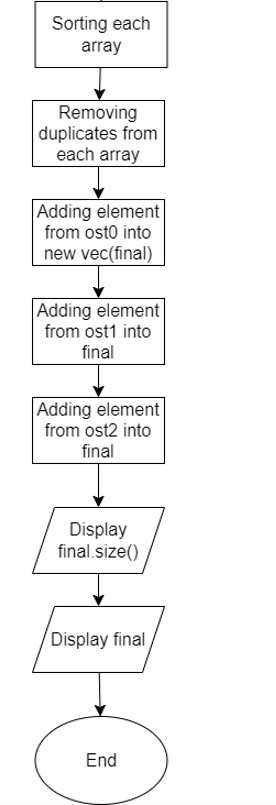 Sorting each
array
Removing
duplicates from
each array
Adding element
from ost0 into
new vec(final)
Adding element
from ost1 into
final
Adding element
from ost2 into
final
Display
final.size()
Display final
End